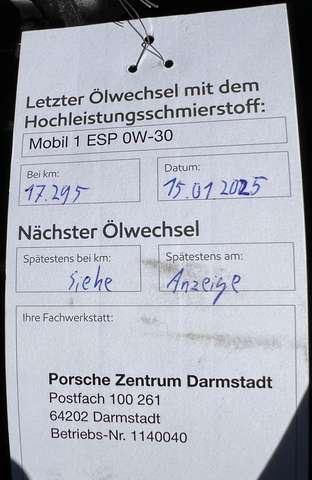 Letzter Ölwechsel mit dem
Hochleistungsschmierstoff:
Mobil 1 ESP 0W-30
Bei km: Datum:
17.295 15.01 2025
Nächster Ölwechsel
Spätestens bei km: Spätestens am:
siehe Anzeige
Ihre Fachwerkstatt:
Porsche Zentrum Darmstadt
Postfach 100 261
64202 Darmstadt
Betriebs-Nr. 1140040